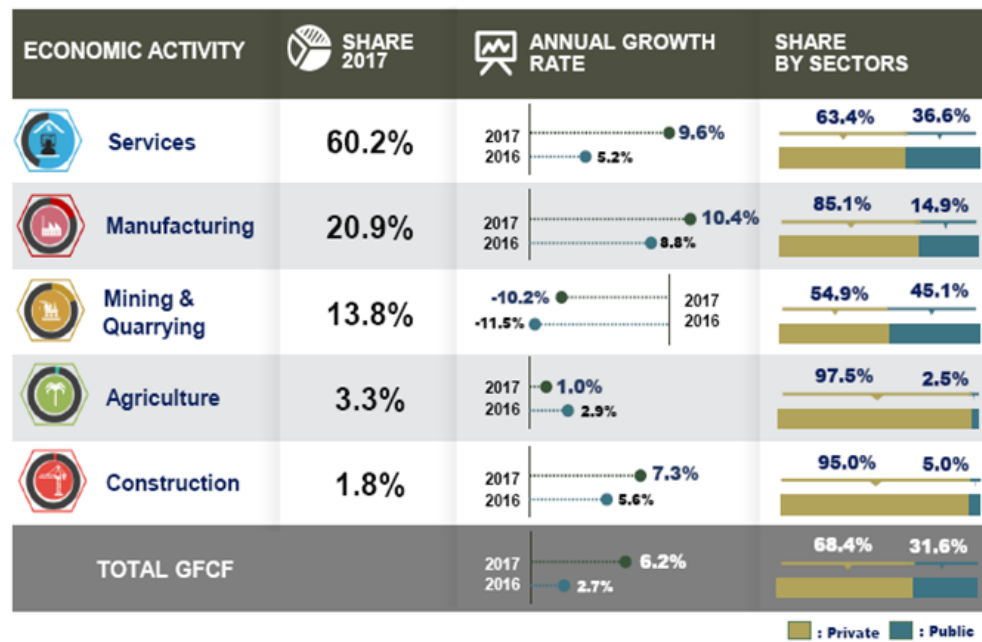 ECONOMIC ACTIVITY
SHARE
2017
ANNUAL GROWTH
RATE
SHARE
BY SECTORS
Services
60.2%
2017
9.6%
2016
5.2%
63.4% 36.6%
Manufacturing
20.9%
2017
10.4%
2016
8.8%
85.1% 14.9%
Mining &
Quarrying
13.8%
-10.2%
2017
-11.5%
2016
54.9% 45.1%
Agriculture
3.3%
2017
1.0%
2016
2.9%
97.5% 2.5%
Construction
1.8%
2017
7.3%
2016
5.6%
95.0% 5.0%
TOTAL GFCF
2017
6.2%
2016
2.7%
68.4% 31.6%
: Private : Public